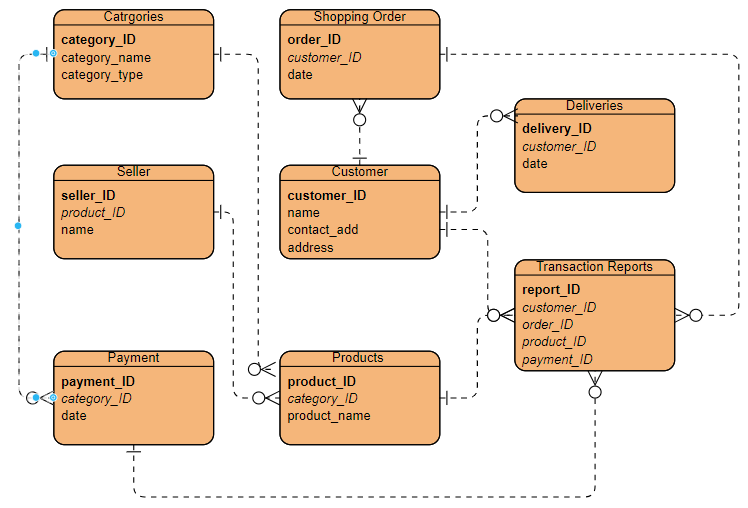 Catrgories
category_ID
category_name
category_type
Shopping Order
order_ID
customer_ID
date
Deliveries
delivery_ID
customer_ID
date
Seller
seller_ID
product_ID
name
Customer
customer_ID
name
contact_add
address
Transaction Reports
report_ID
customer_ID
order_ID
product_ID
payment_ID
Payment
payment_ID
category_ID
date
Products
product_ID
category_ID
product_name